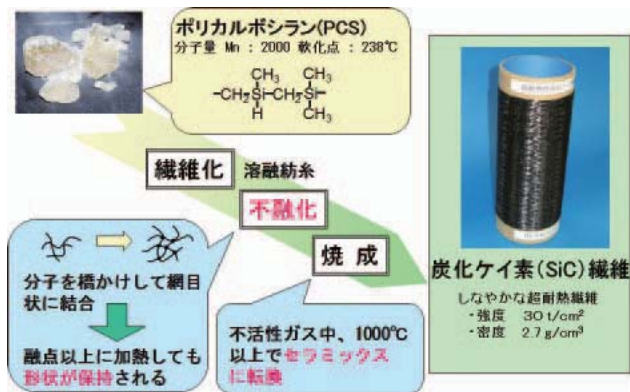 ポリカルボシラン(PCS)
分子量 Mn : 2000 軟化点 : 238℃
CH₃ CH₃
-CH₂Si-CH₂Si-
H CH₃
繊維化 溶融紡糸
不融化
焼 成
分子を橋かけして網目
状に結合
融点以上に加熱しても
形状が保持される
不活性ガス中、1000℃
以上でセラミックス
に転換
炭化ケイ素(SiC)繊維
しなやかな超耐熱繊維
・強度 30 t/cm²
・密度 2.7 g/cm³